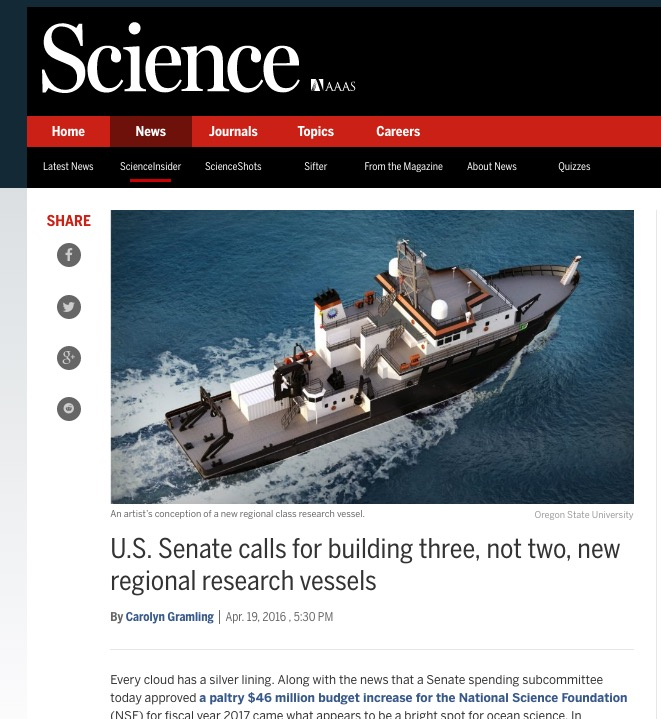 Science
AAAS
Home News Journals Topics Careers
Latest News ScienceInsider ScienceShots Sifter From the Magazine About News Quizzes
SHARE
An artist's conception of a new regional class research vessel.
Oregon State University
U.S. Senate calls for building three, not two, new
regional research vessels
By Carolyn Gramling | Apr. 19, 2016 , 5:30 PM
Every cloud has a silver lining. Along with the news that a Senate spending subcommittee
today approved a paltry $46 million budget increase for the National Science Foundation
(NSF) for fiscal year 2017 came what appears to be a bright spot for ocean science. In